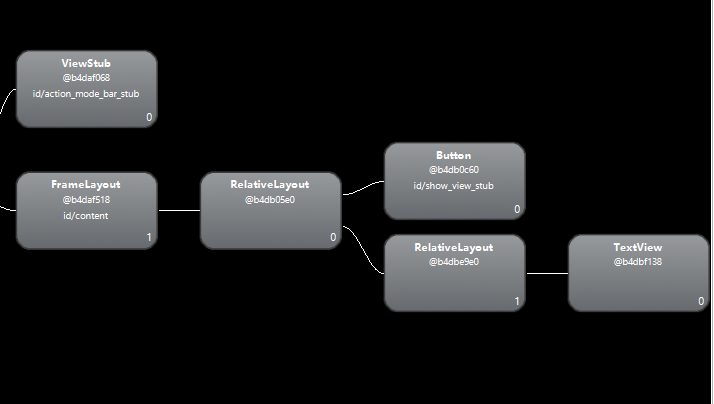 ViewStub
@b4daf068
id/action_mode_bar_stub
0
FrameLayout
@b4daf518
id/content
1
RelativeLayout
@b4db05e0
0
Button
@b4db0c60
id/show_view_stub
0
RelativeLayout
@b4dbe9e0
1
TextView
@b4dbf138
0